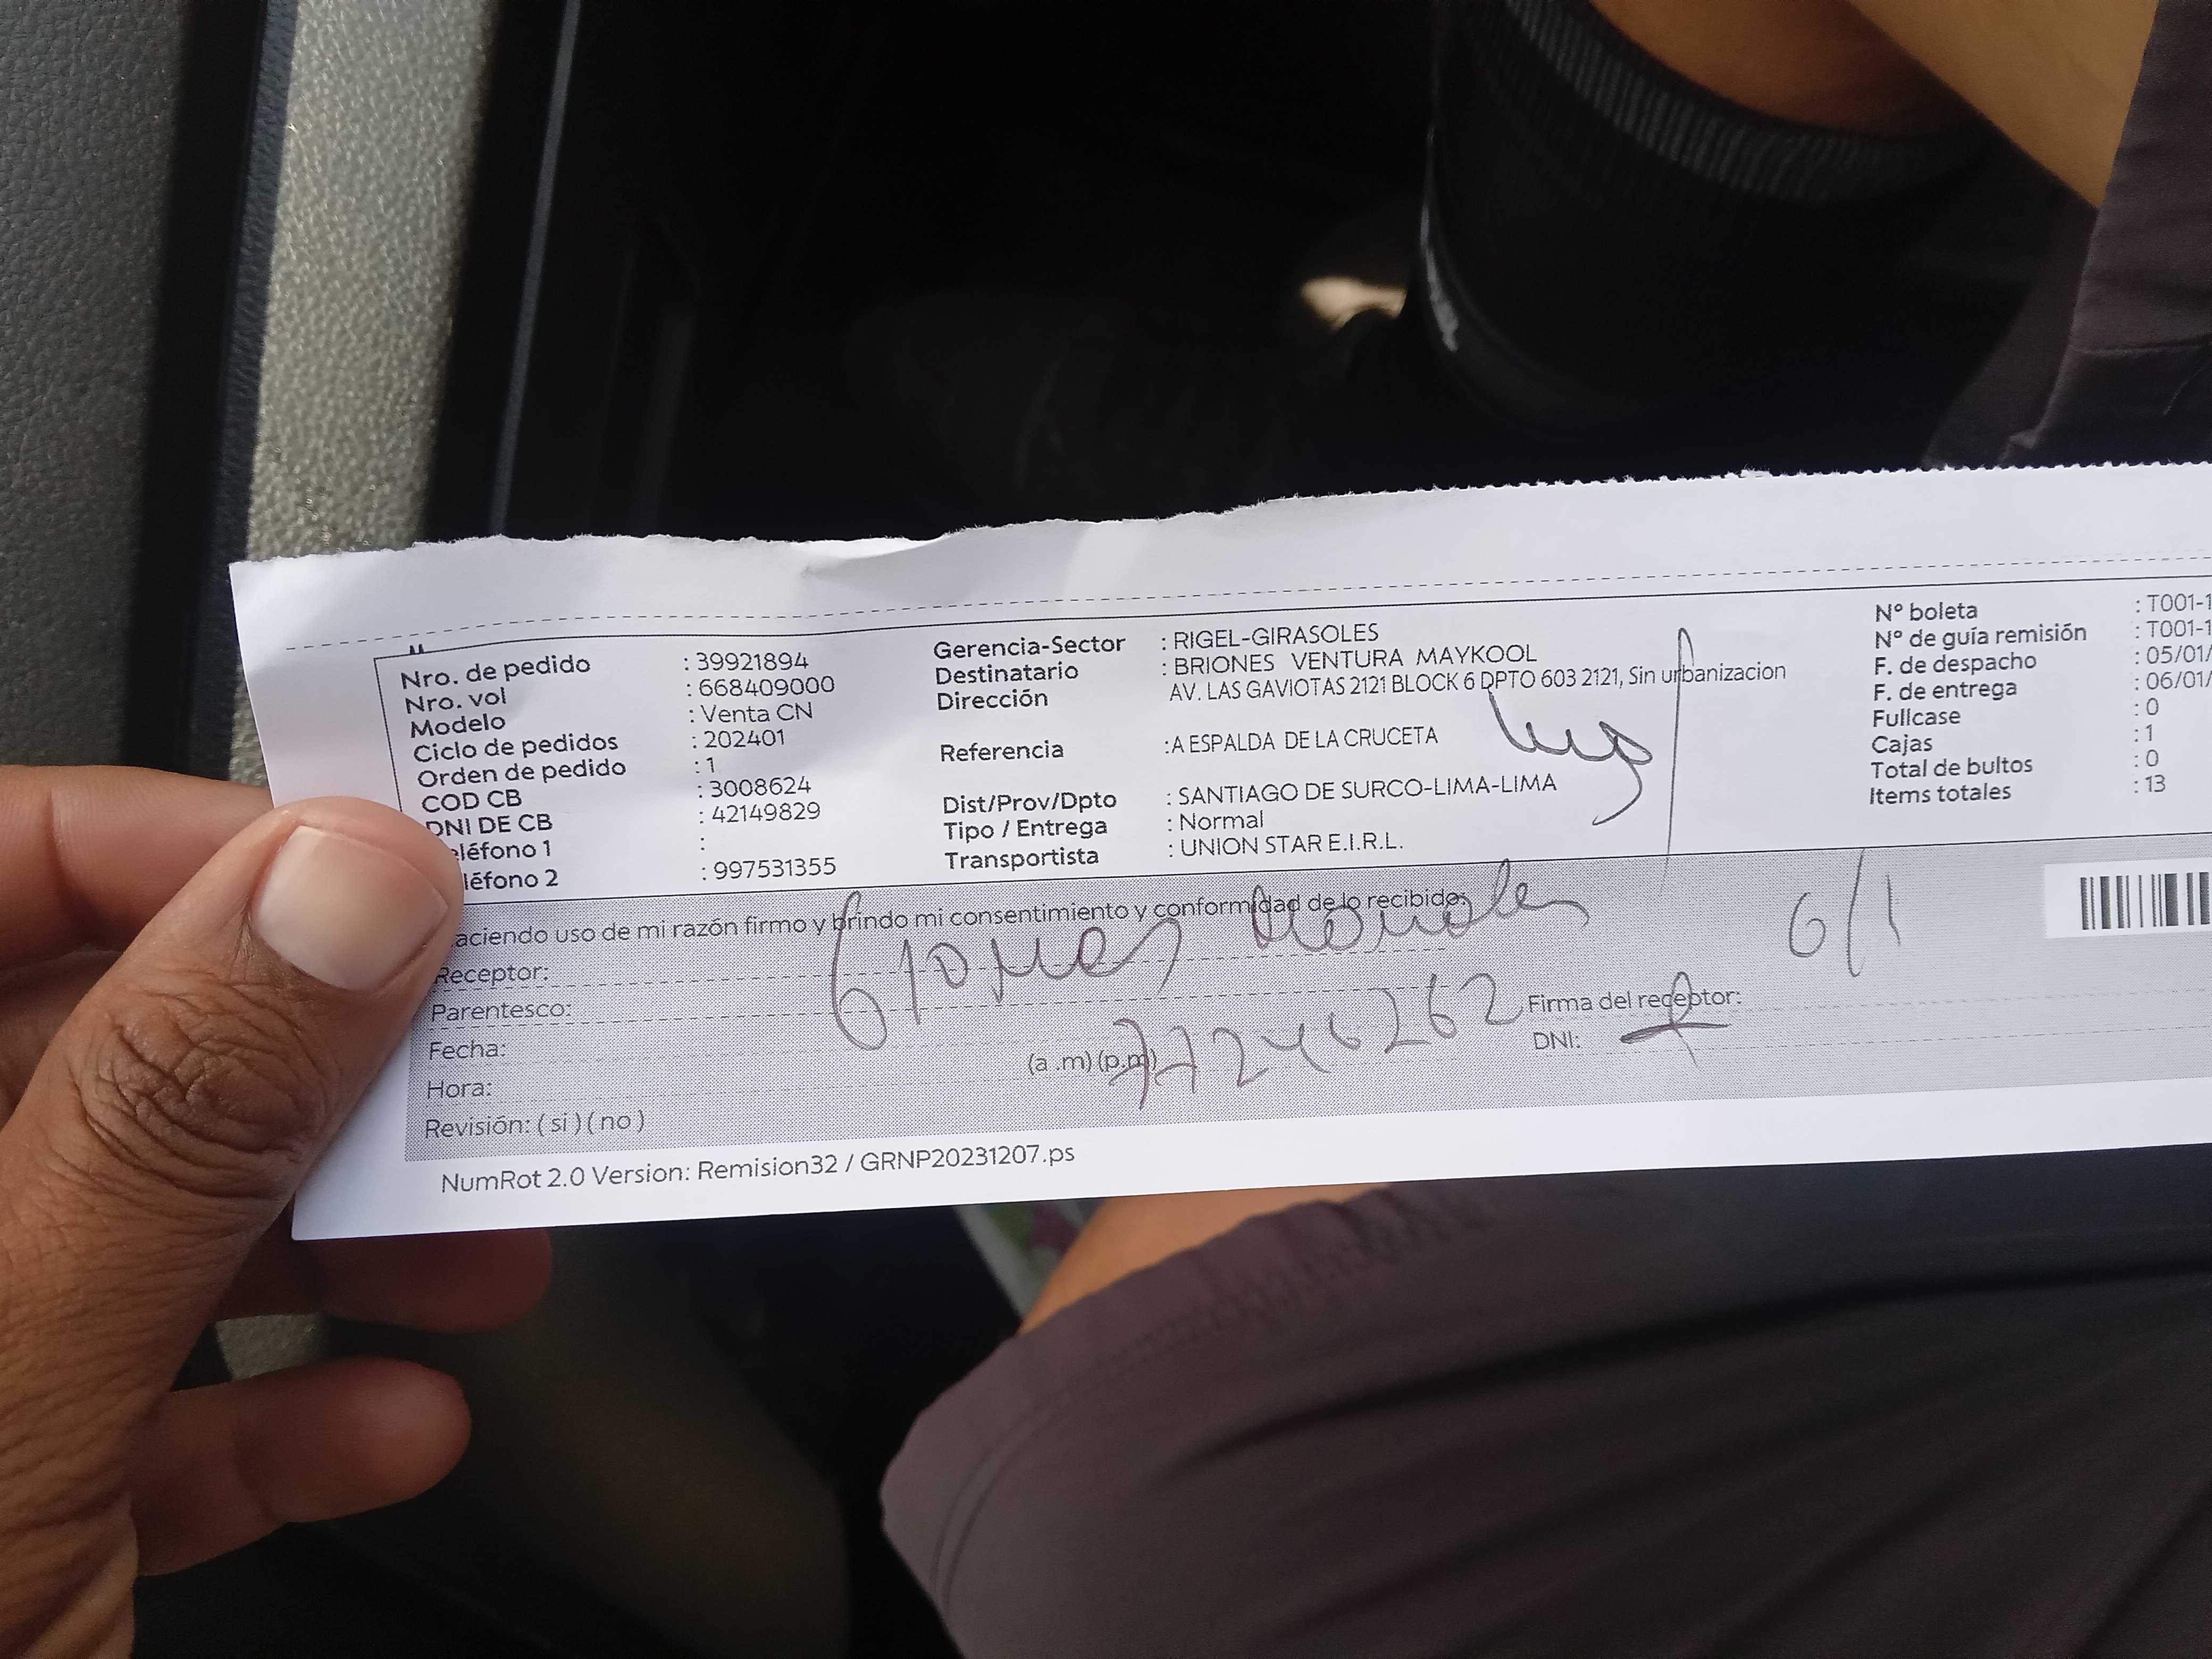 Nro. de pedido : 39921894
Nro. vol : 668409000
Modelo : Venta CN
Ciclo de pedidos : 202401
Orden de pedido : 1
COD CB : 3008624
DNI DE CB : 42149829
eléfono 1 :
léfono 2 : 997531355
Gerencia-Sector : RIGEL-GIRASOLES
Destinatario : BRIONES VENTURA MAYKOOL
Dirección AV. LAS GAVIOTAS 2121 BLOCK 6 DPTO 603 2121, Sin urbanizacion
Referencia :A ESPALDA DE LA CRUCETA
Dist/Prov/Dpto : SANTIAGO DE SURCO-LIMA-LIMA
Tipo / Entrega : Normal
Transportista : UNION STAR E.I.R.L.
N° boleta : T001-1
N° de guía remisión : T001-1
F. de despacho : 05/01/
F. de entrega : 06/01/
Fullcase : 0
Cajas : 1
Total de bultos : 0
Items totales : 13
aciendo uso de mi razón firmo y brindo mi consentimiento y conformidad de lo recibido:
Receptor:
Parentesco:
Fecha:
Hora: (a .m) (p.m)
Revisión: ( si ) ( no )
6/1
Firma del receptor:
DNI:
NumRot 2.0 Version: Remision32 / GRNP20231207.ps